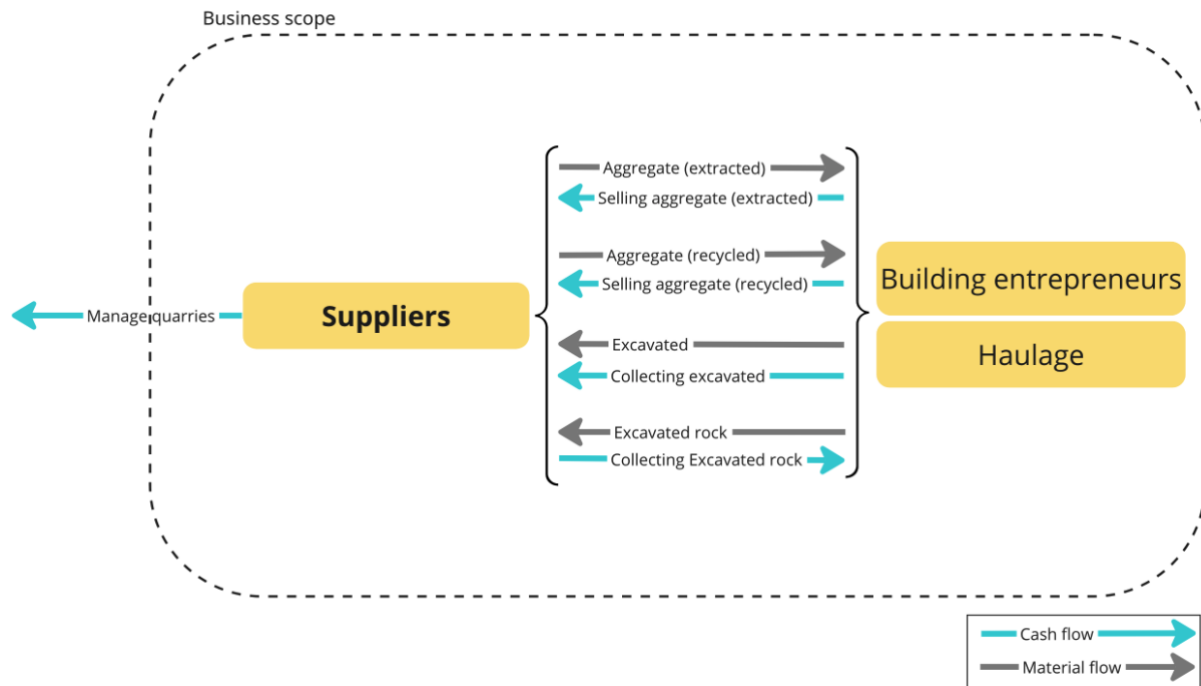 Business scope
Aggregate (extracted)
Selling aggregate (extracted)
Aggregate (recycled)
Selling aggregate (recycled)
Building entrepreneurs
Manage quarries
Suppliers
Excavated
Haulage
Collecting excavated
Excavated rock
Collecting Excavated rock
Cash flow
Material flow